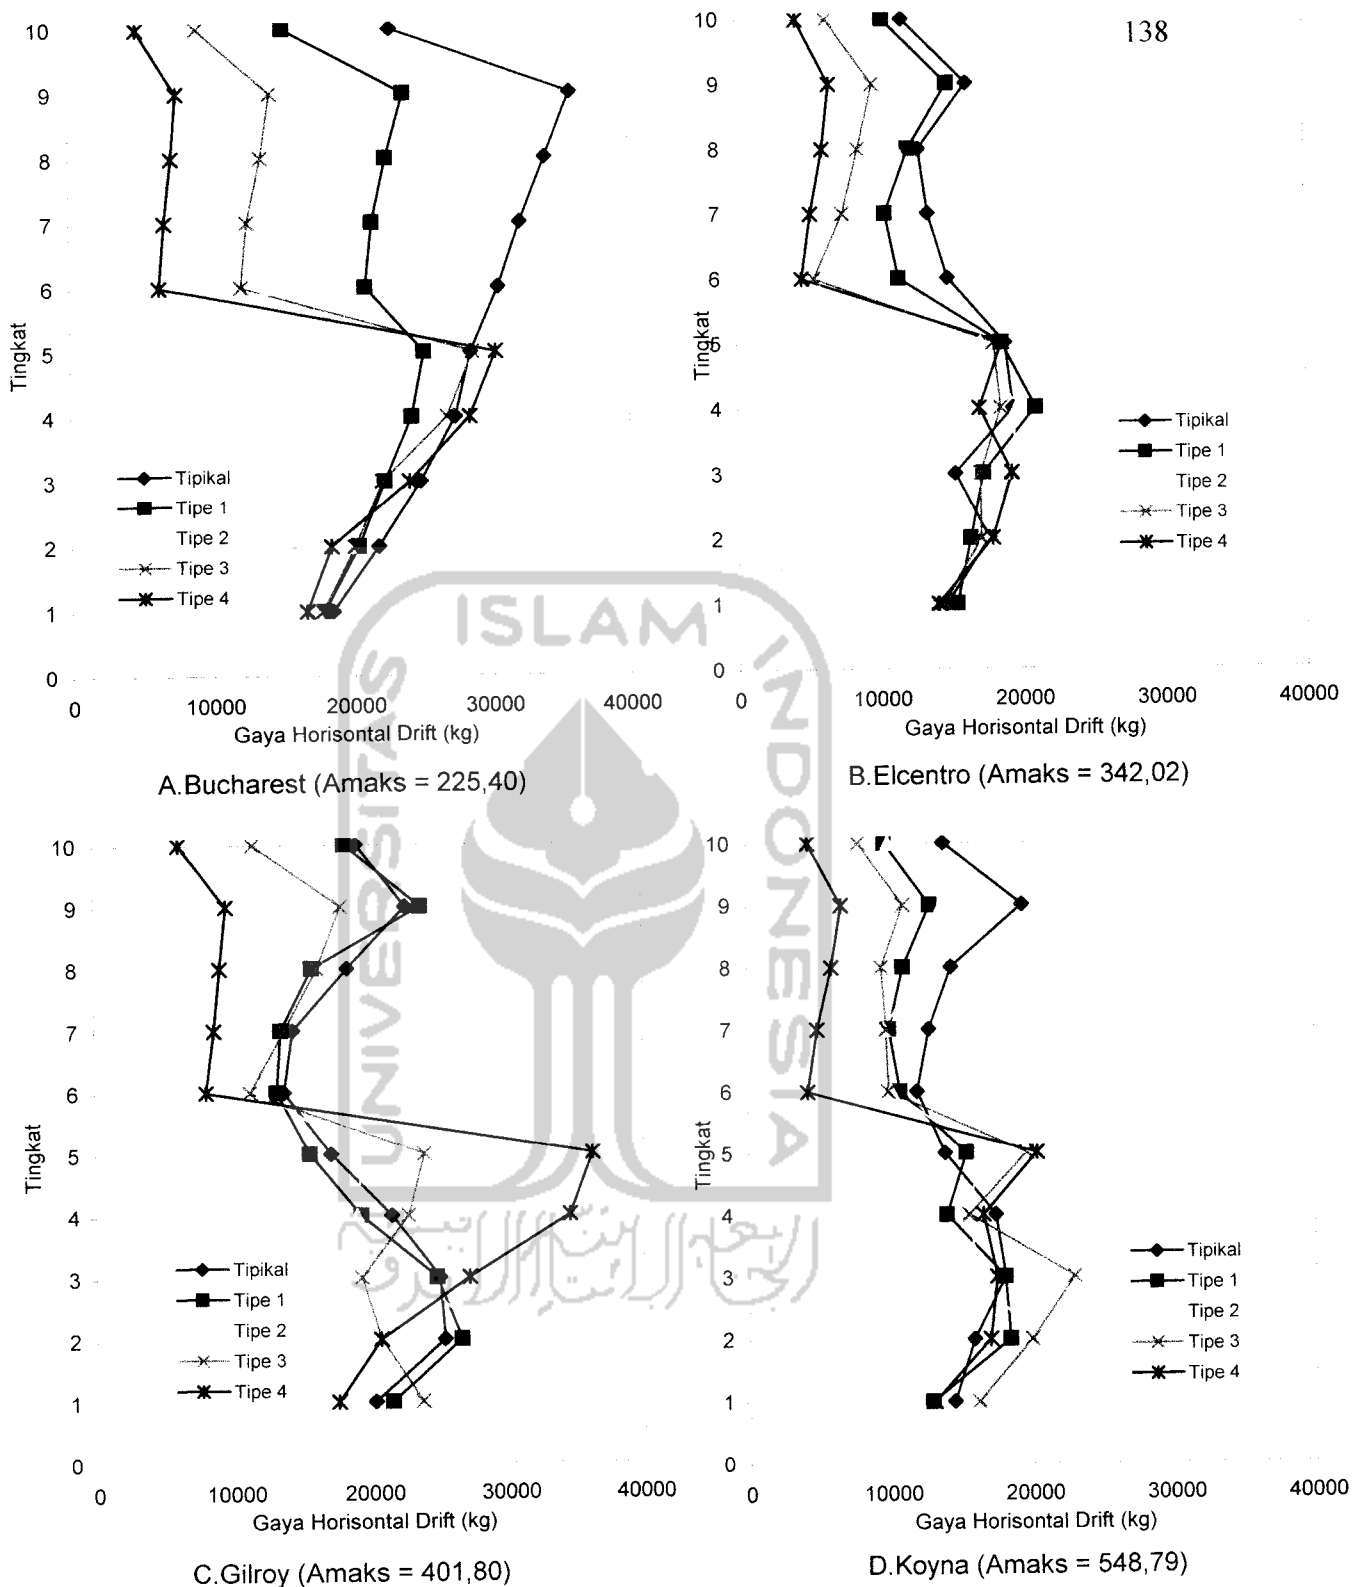 138
10
9
8
7
6
5
4
3
2
1
0
Tingkat
Tipikal
Tipe 1
Tipe 2
Tipe 3
Tipe 4
0 10000 20000 30000 40000
Gaya Horisontal Drift (kg)
A.Bucharest (Amaks = 225,40)
10
9
8
7
6
5
4
3
2
1
0
Tingkat
Tipikal
Tipe 1
Tipe 2
Tipe 3
Tipe 4
0 10000 20000 30000 40000
Gaya Horisontal Drift (kg)
B.Elcentro (Amaks = 342,02)
ISLAM
UNIVERSITAS
INDONESIA
10
9
8
7
6
5
4
3
2
1
0
Tingkat
Tipikal
Tipe 1
Tipe 2
Tipe 3
Tipe 4
0 10000 20000 30000 40000
Gaya Horisontal Drift (kg)
C.Gilroy (Amaks = 401,80)
10
9
8
7
6
5
4
3
2
1
0
Tingkat
Tipikal
Tipe 1
Tipe 2
Tipe 3
Tipe 4
0 10000 20000 30000 40000
Gaya Horisontal Drift (kg)
D.Koyna (Amaks = 548,79)